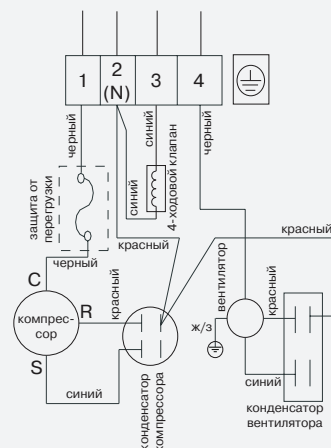 1
2
(N)
3
4
черный
синий
черный
синий
4-ходовой клапан
защита от
перегрузки
черный
красный
красный
C
R
S
компрес-
сор
красный
синий
конденсатор
компрессора
вентилятор
ж/з
красный
синий
конденсатор
вентилятора